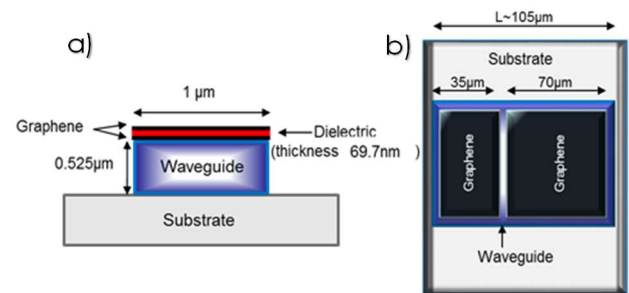 a)
1 µm
Graphene
Dielectric
(thickness 69.7nm )
0.525µm
Waveguide
Substrate
b)
L~105µm
Substrate
35µm
70µm
Graphene
Graphene
Waveguide